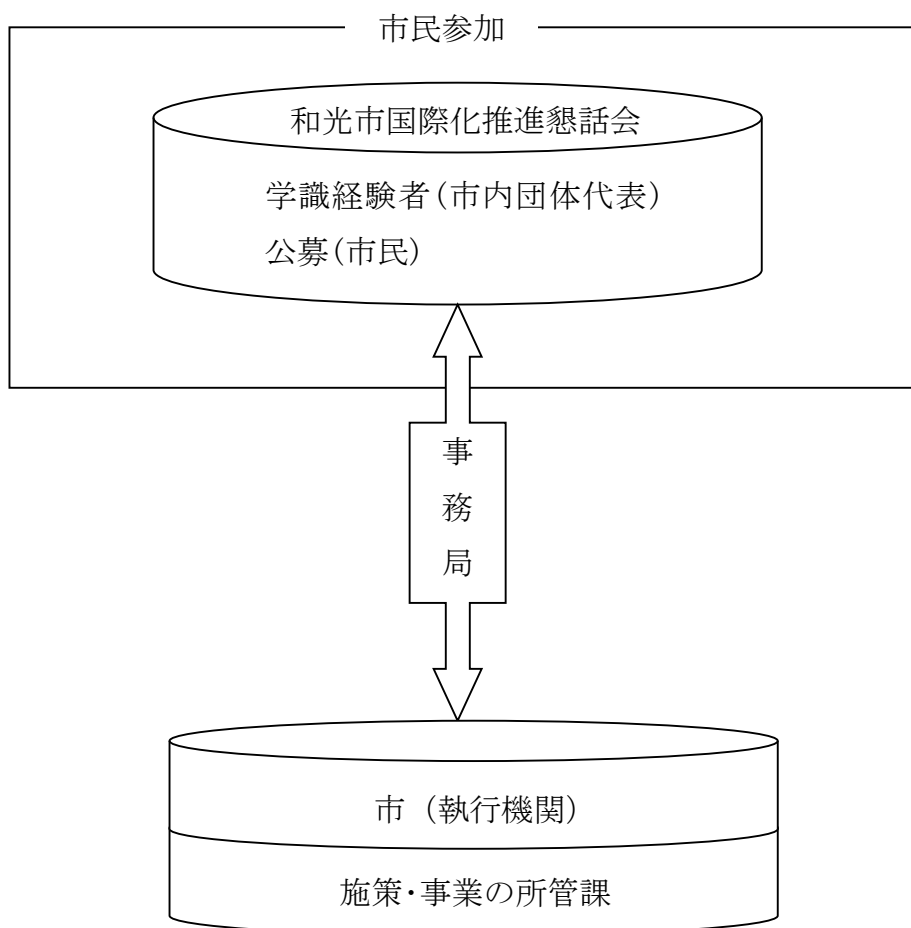 市民参加
和光市国際化推進懇話会
学識経験者(市内団体代表)
公募(市民)
事
務
局
市 (執行機関)
施策・事業の所管課